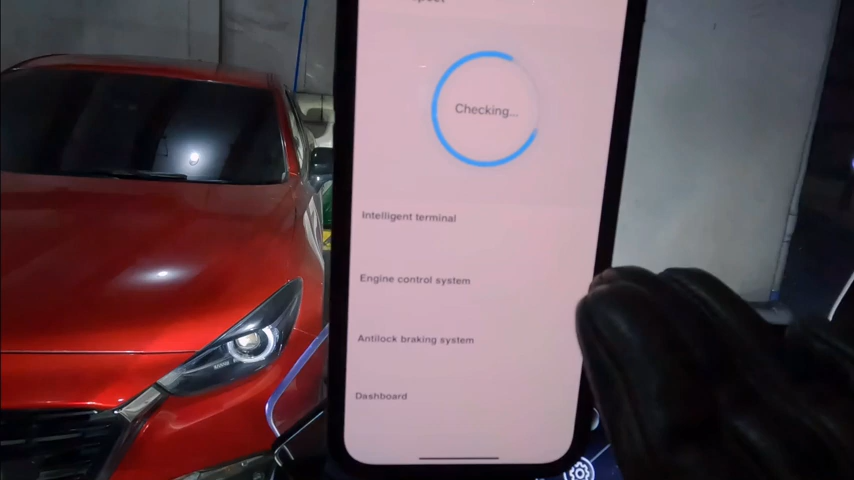 Checking...
Intelligent terminal
Engine control system
Antilock braking system
Dashboard